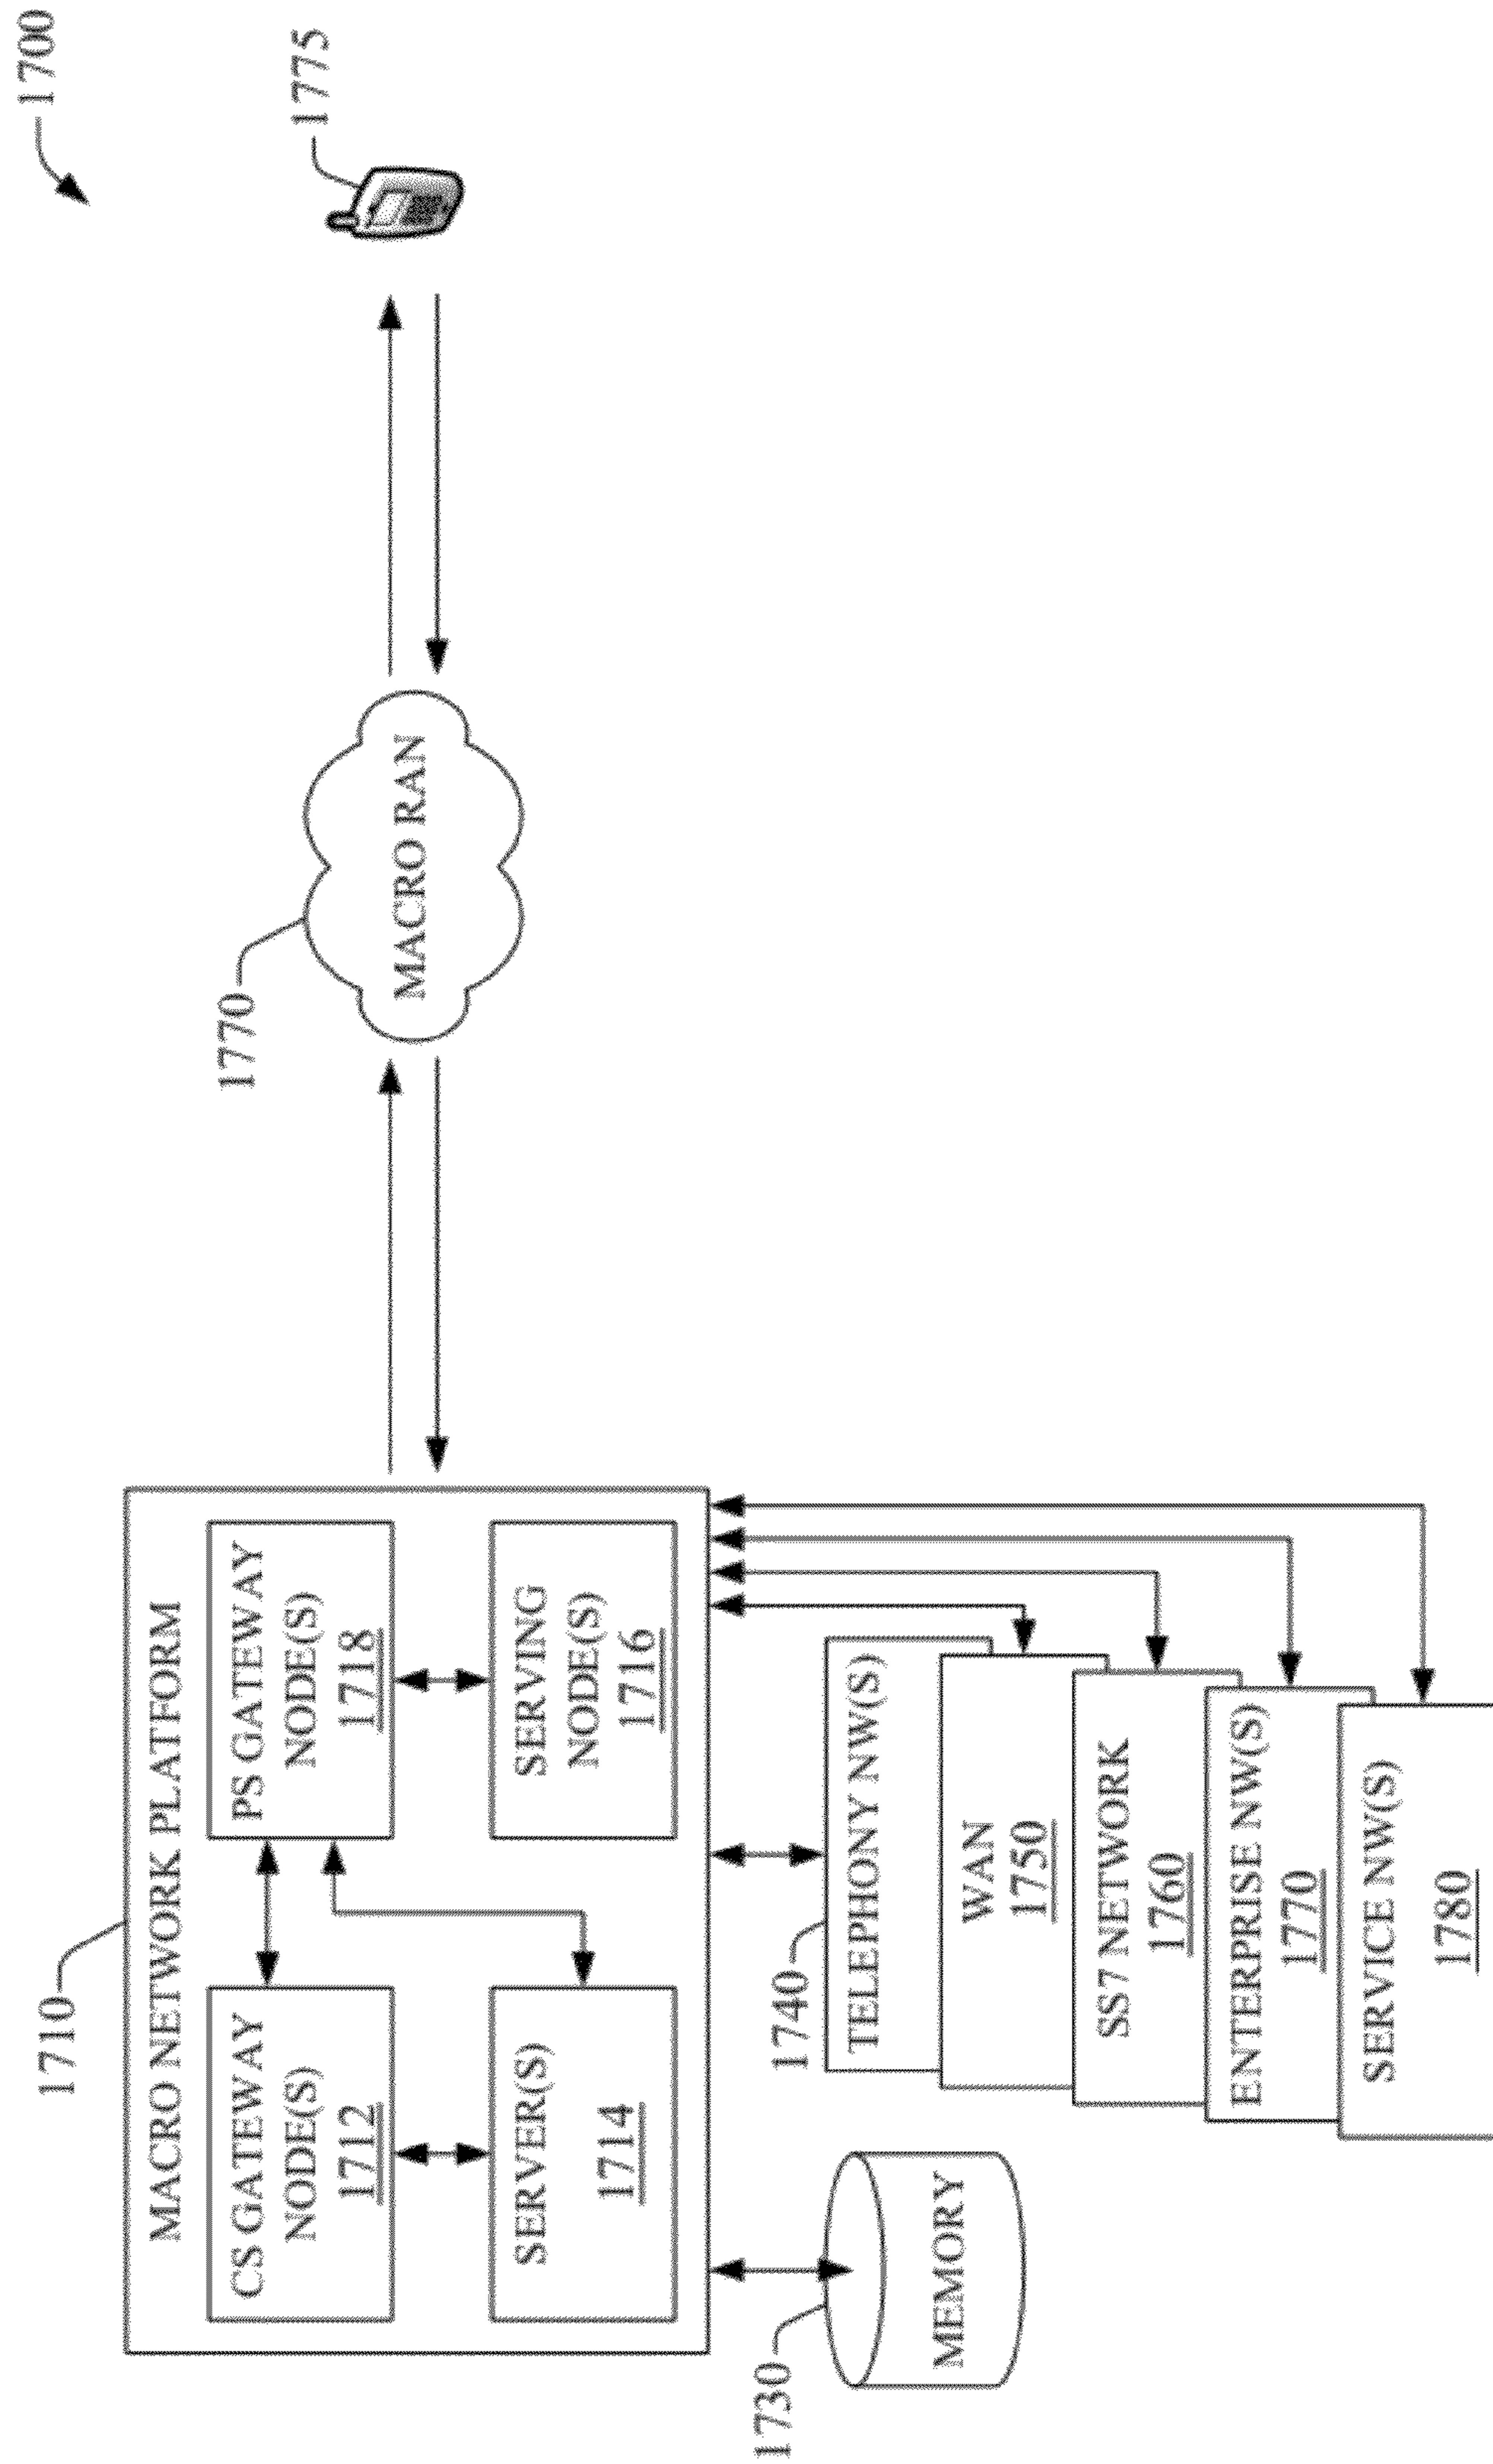 1700
1710
MACRO NETWORK PLATFORM
CS GATEWAY
NODE(S)
1712
PS GATEWAY
NODE(S)
1718
SERVER(S)
1714
SERVING
NODE(S)
1716
1770
MACRO RAN
1775
1730
MEMORY
1740
TELEPHONY NW(S)
WAN
1750
SS7 NETWORK
1760
ENTERPRISE NW(S)
1770
SERVICE NW(S)
1780